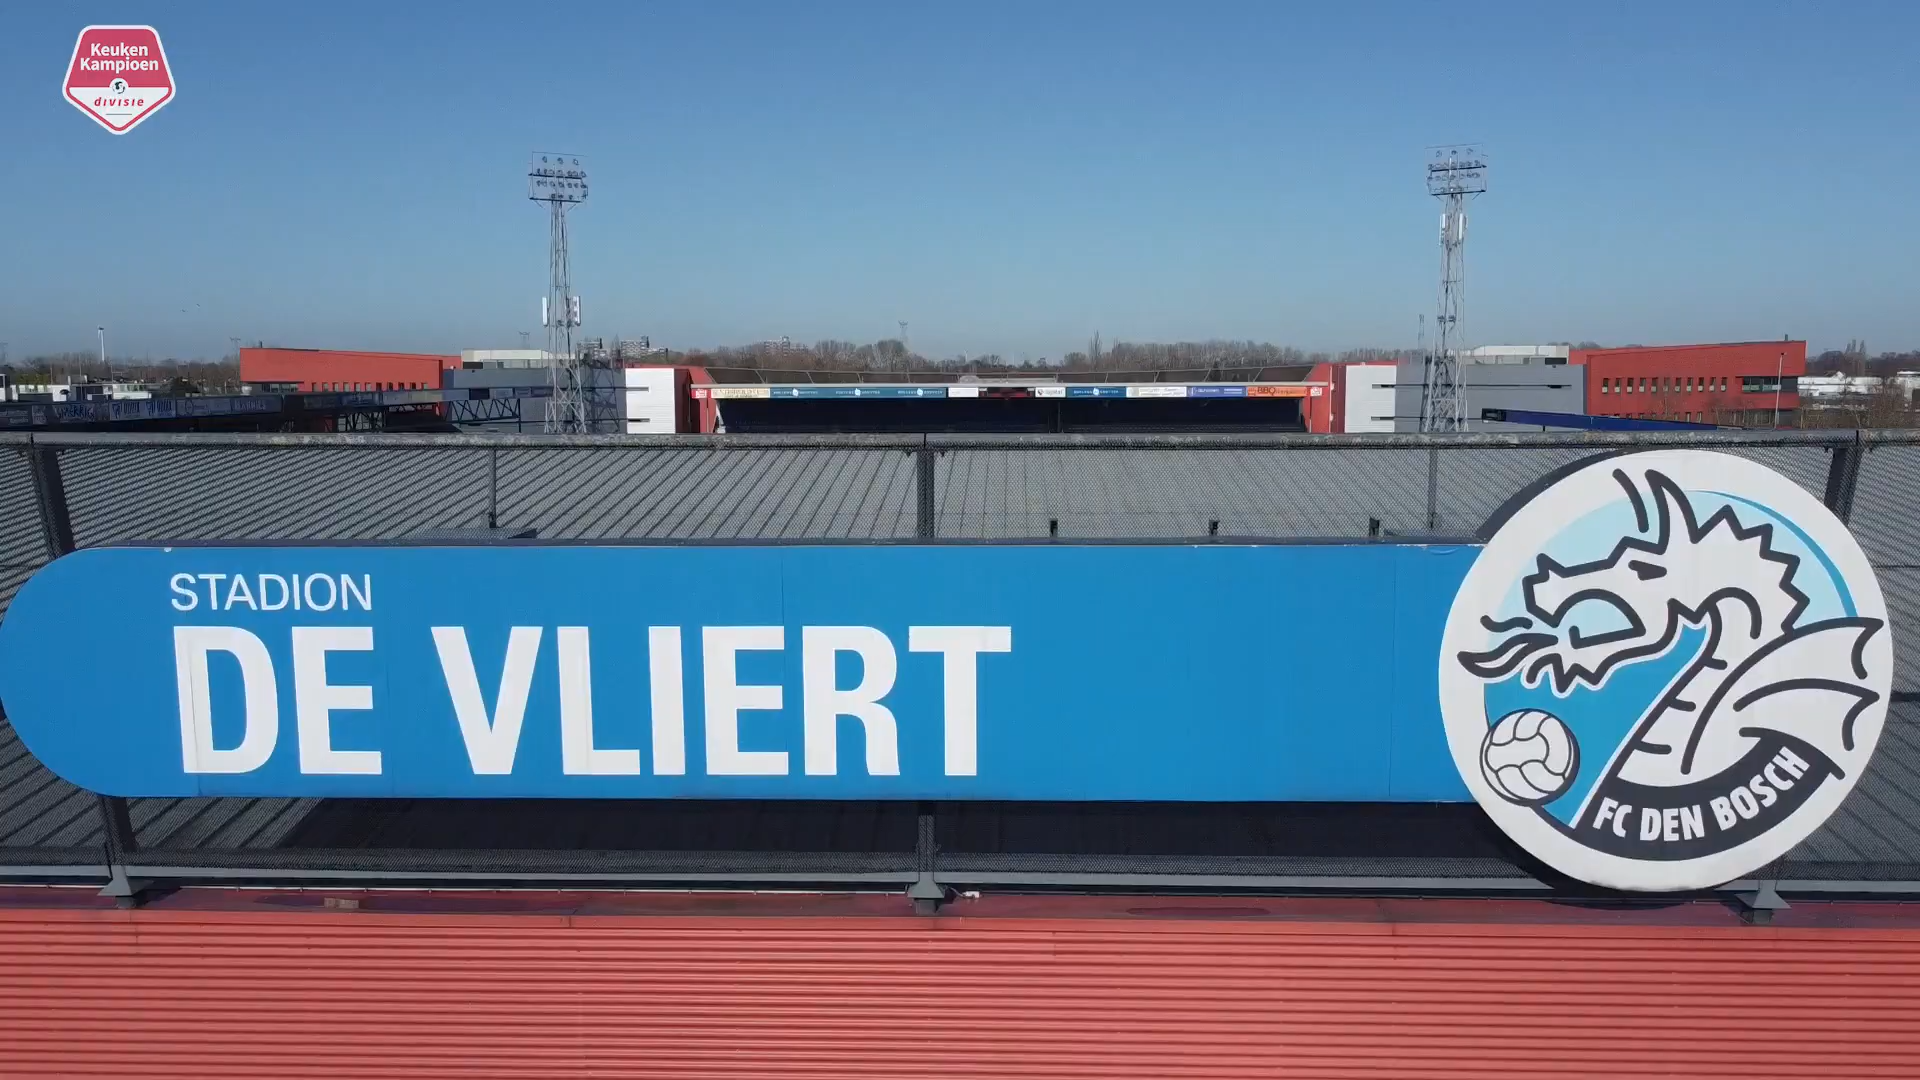 Keuken
Kampioen
divisie
STADION
DE VLIERT
FC DEN BOSCH